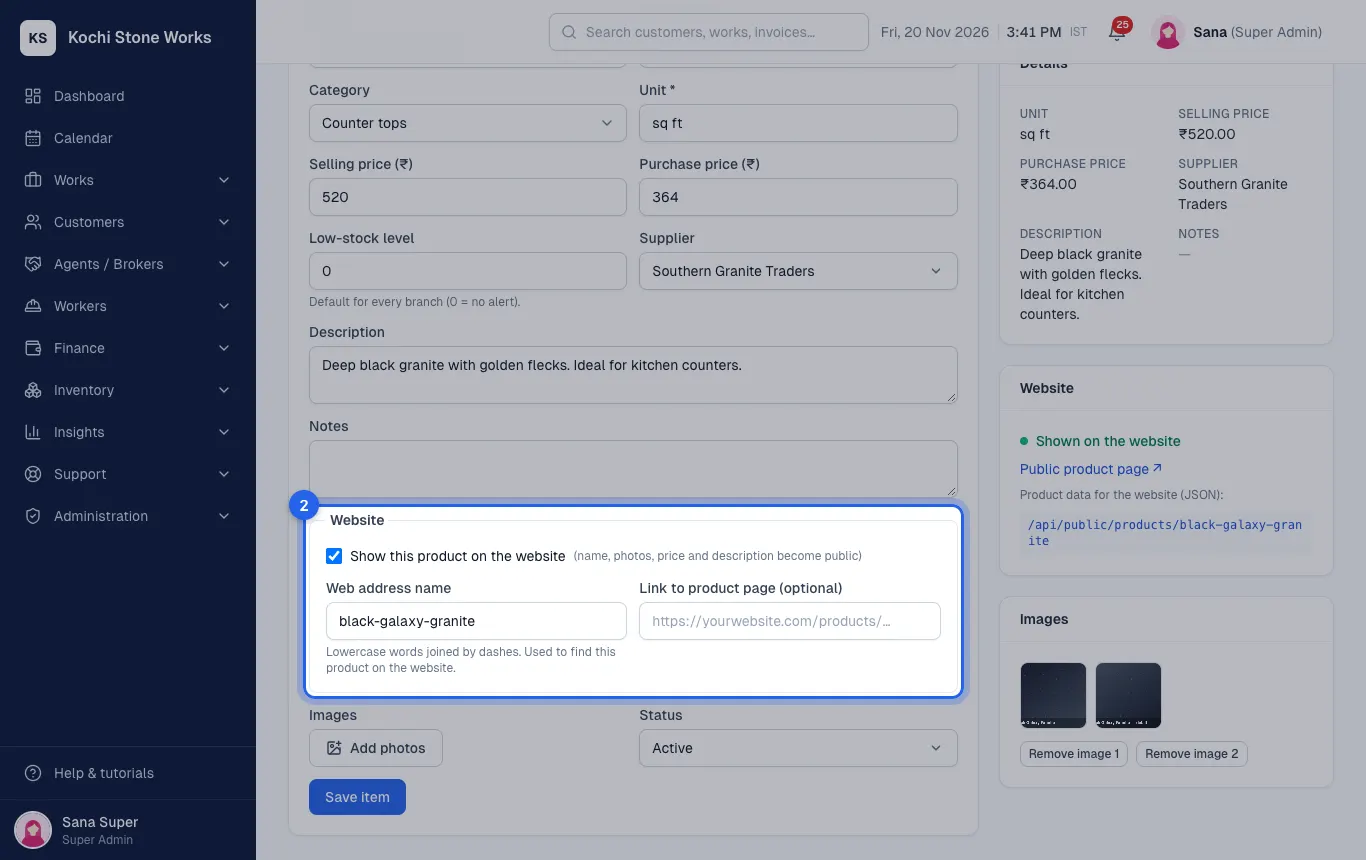 KS
Kochi Stone Works
Search customers, works, invoices...
Fri, 20 Nov 2026
3:41 PM IST
25
Sana (Super Admin)
Dashboard
Calendar
Works
Customers
Agents / Brokers
Workers
Finance
Inventory
Insights
Support
Administration
Help & tutorials
Sana Super
Super Admin
Category
Counter tops
Unit *
sq ft
Selling price (₹)
520
Purchase price (₹)
364
Low-stock level
0
Default for every branch (0 = no alert).
Supplier
Southern Granite Traders
Description
Deep black granite with golden flecks. Ideal for kitchen counters.
Notes
2
Website
Show this product on the website (name, photos, price and description become public)
Web address name
black-galaxy-granite
Lowercase words joined by dashes. Used to find this
product on the website.
Link to product page (optional)
https://yourwebsite.com/products/...
Images
Add photos
Status
Active
Save item
Details
UNIT
sq ft
SELLING PRICE
₹520.00
PURCHASE PRICE
₹364.00
SUPPLIER
Southern Granite
Traders
DESCRIPTION
Deep black granite
with golden flecks.
Ideal for kitchen
counters.
NOTES
—
Website
Shown on the website
Public product page ↗
Product data for the website (JSON):
/api/public/products/black-galaxy-gran
ite
Images
Remove image 1
Remove image 2